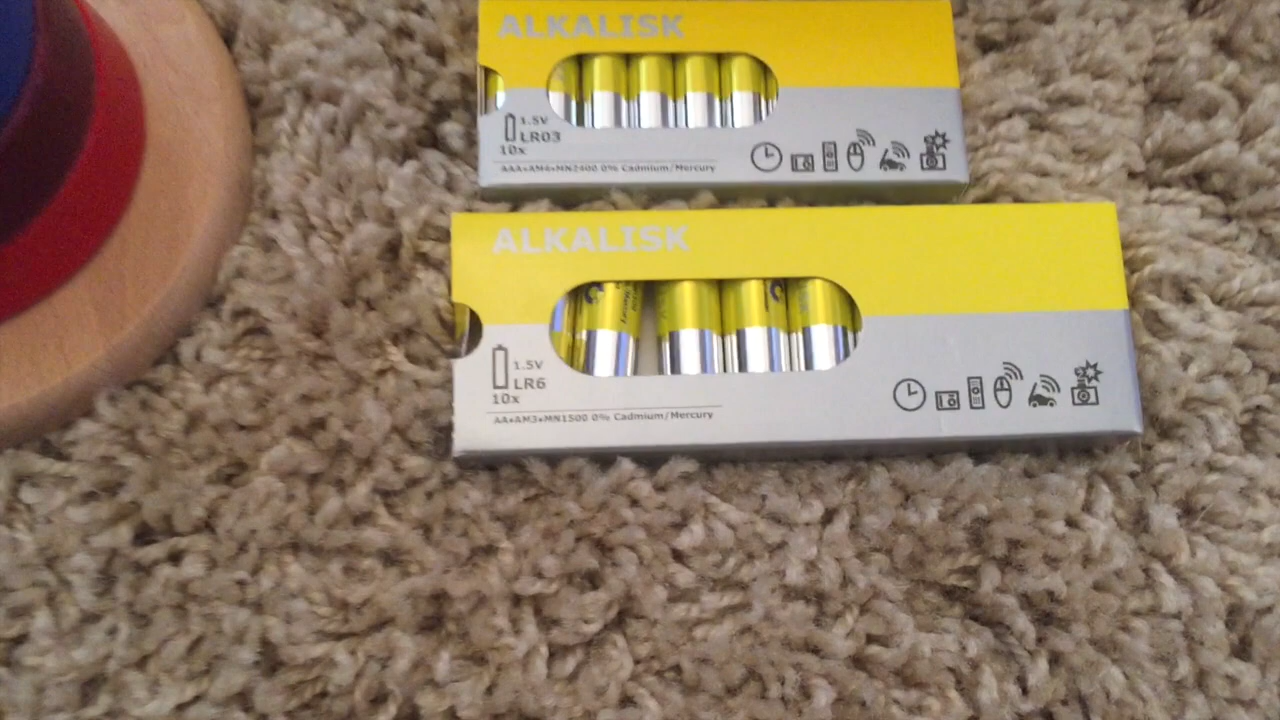 ALKALISK
1.5V
LR03
10x
AAA•AM4•MN2400 0% Cadmium/Mercury
ALKALISK
1.5V
LR6
10x
AA•AM3•MN1500 0% Cadmium/Mercury